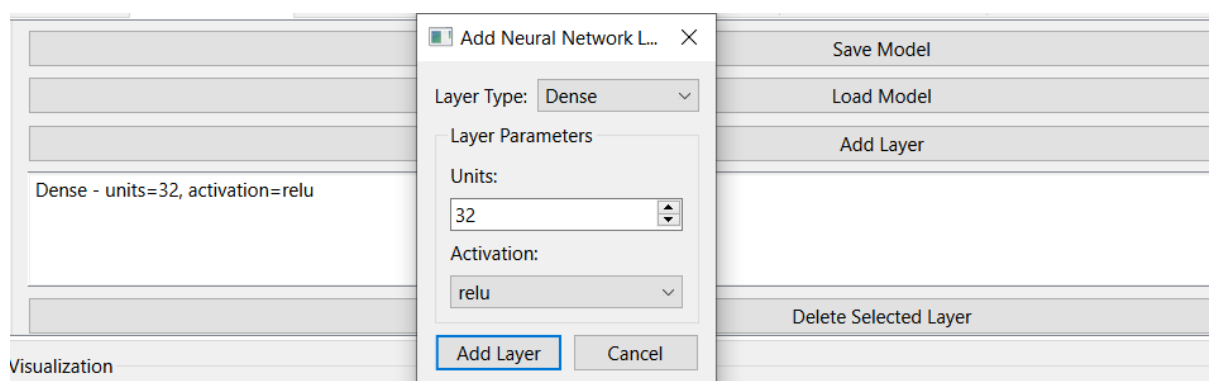 Add Neural Network L...
Save Model
Layer Type: Dense
Load Model
Layer Parameters
Add Layer
Units:
Dense - units=32, activation=relu
32
Activation:
relu
Delete Selected Layer
Add Layer Cancel
Visualization